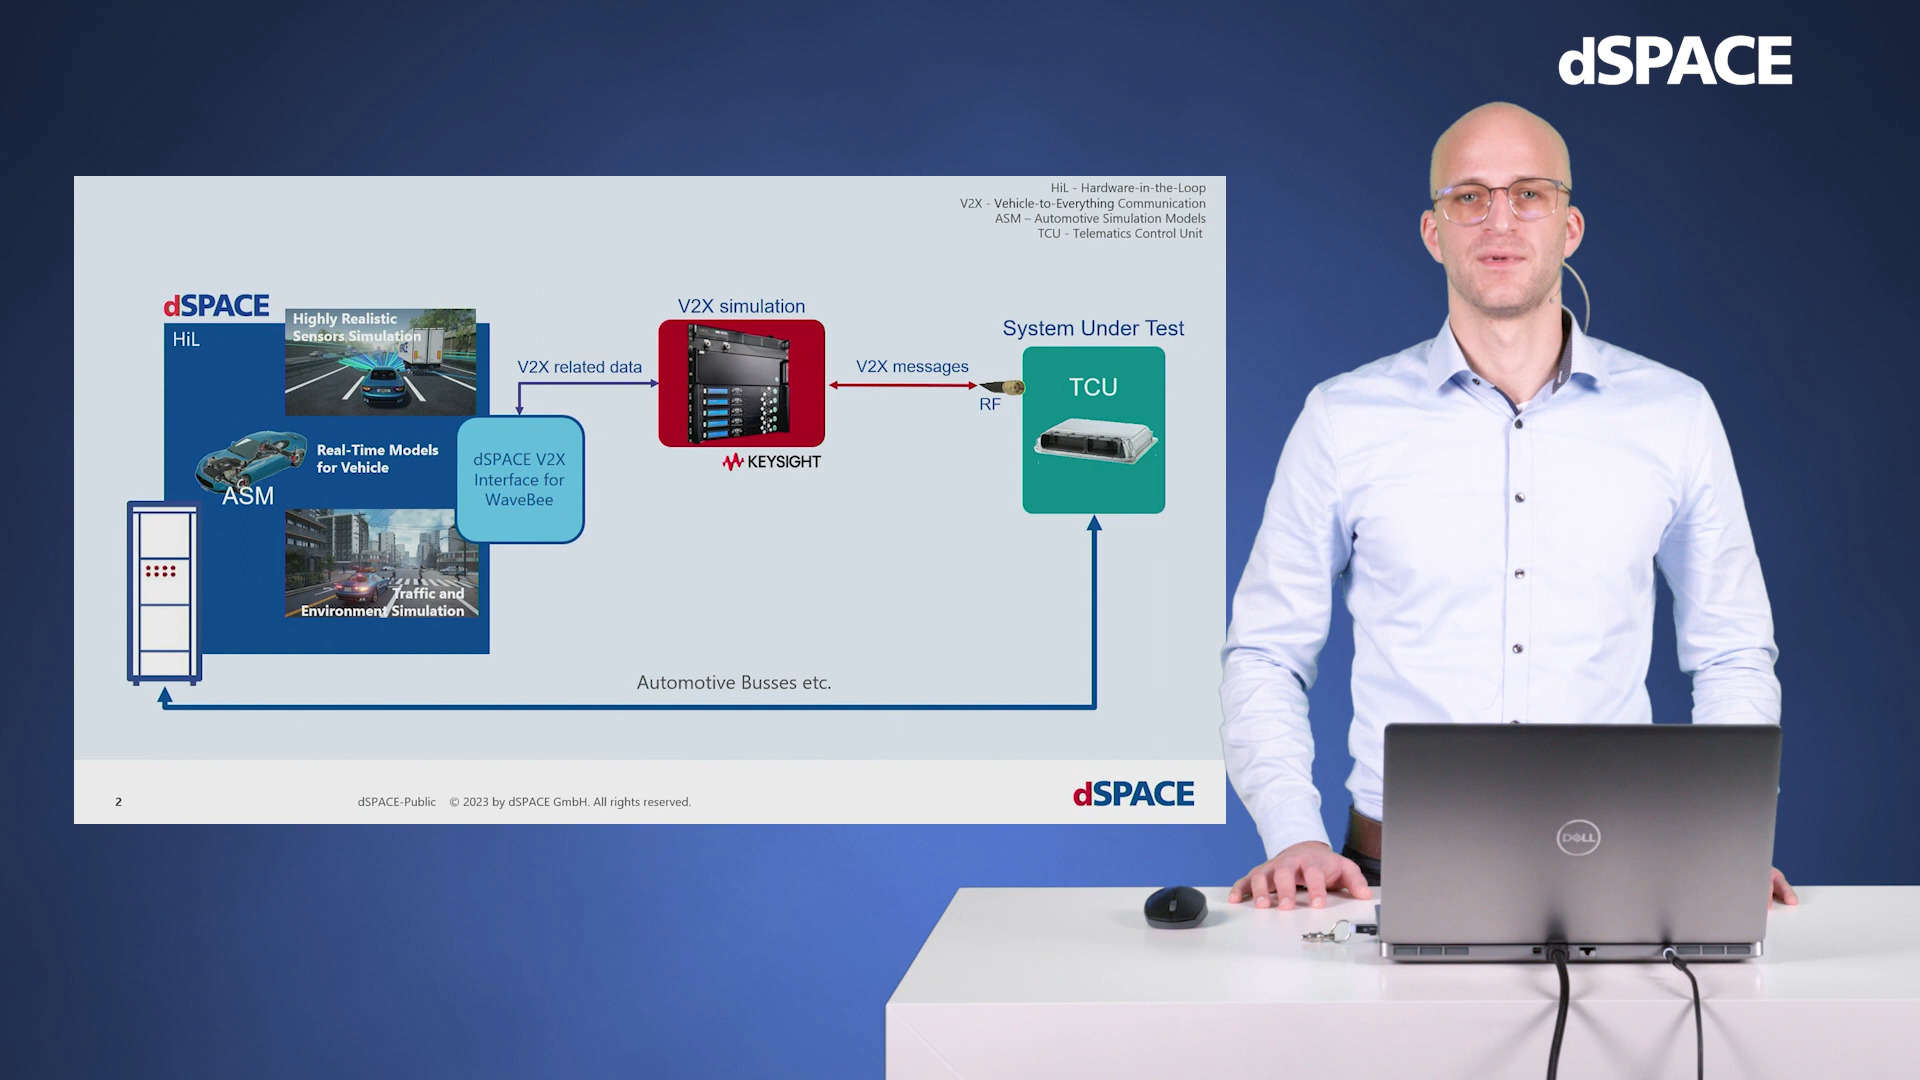 dSPACE
HiL - Hardware-in-the-Loop
V2X - Vehicle-to-Everything Communication
ASM – Automotive Simulation Models
TCU - Telematics Control Unit
dSPACE
HiL
Highly Realistic
Sensors Simulation
Real-Time Models
for Vehicle
ASM
Traffic and
Environment Simulation
dSPACE V2X
Interface for
WaveBee
V2X related data
V2X simulation
KEYSIGHT
V2X messages
RF
System Under Test
TCU
Automotive Busses etc.
2
dSPACE-Public © 2023 by dSPACE GmbH. All rights reserved.
dSPACE
DELL